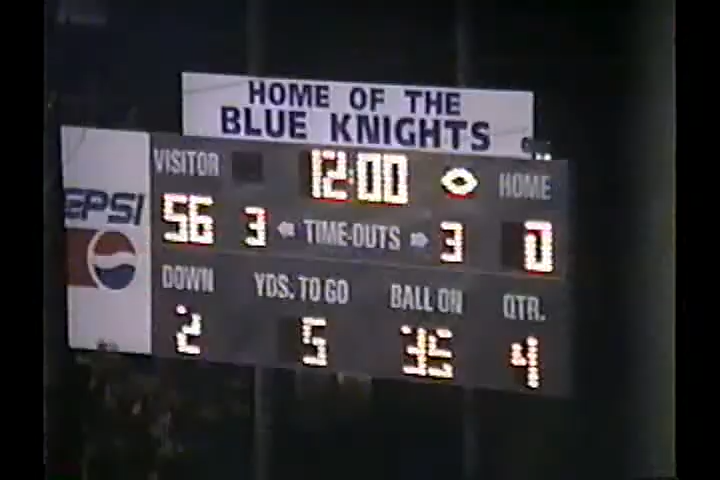 HOME OF THE
BLUE KNIGHTS
VISITOR 12:00 HOME
PEPSI
56 3 TIME-OUTS 3 0
DOWN YDS. TO GO BALL ON QTR.
2 5 35 4